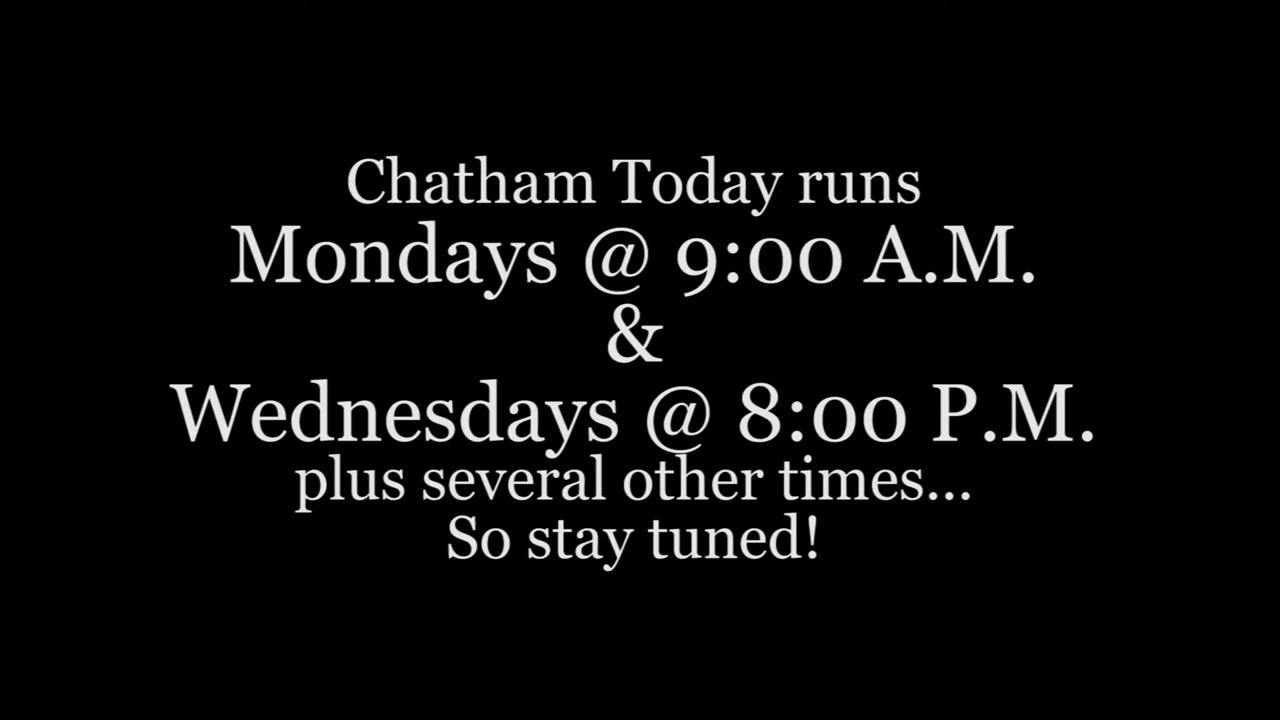 Chatham Today runs
Mondays @ 9:00 A.M.
&
Wednesdays @ 8:00 P.M.
plus several other times...
So stay tuned!